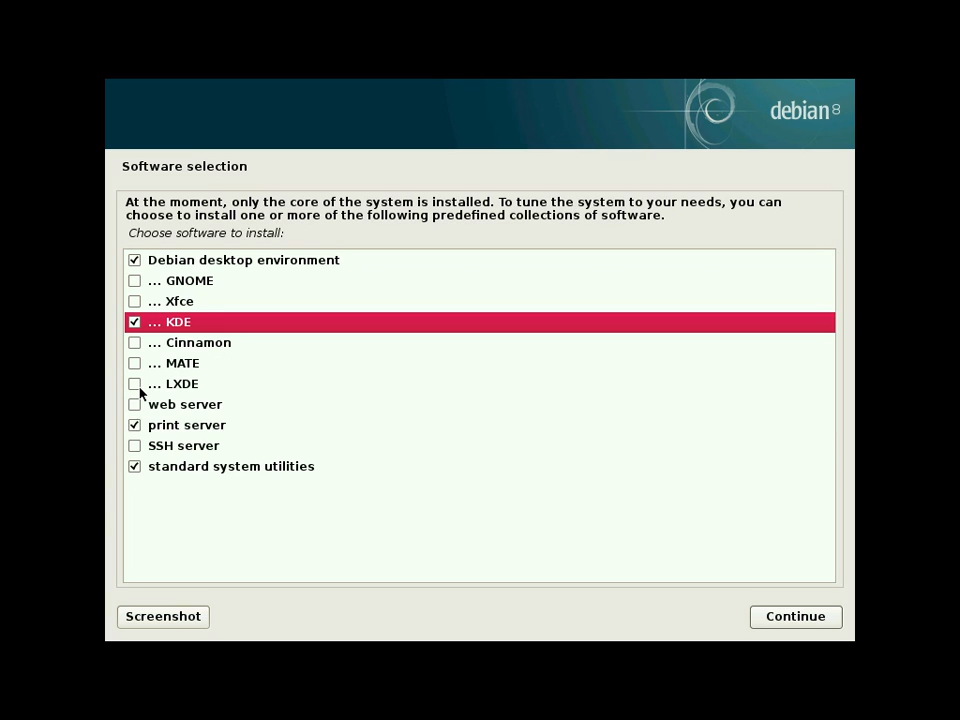 debian 8
Software selection
At the moment, only the core of the system is installed. To tune the system to your needs, you can
choose to install one or more of the following predefined collections of software.
Choose software to install:
Debian desktop environment
... GNOME
... Xfce
... KDE
... Cinnamon
... MATE
... LXDE
web server
print server
SSH server
standard system utilities
Screenshot
Continue